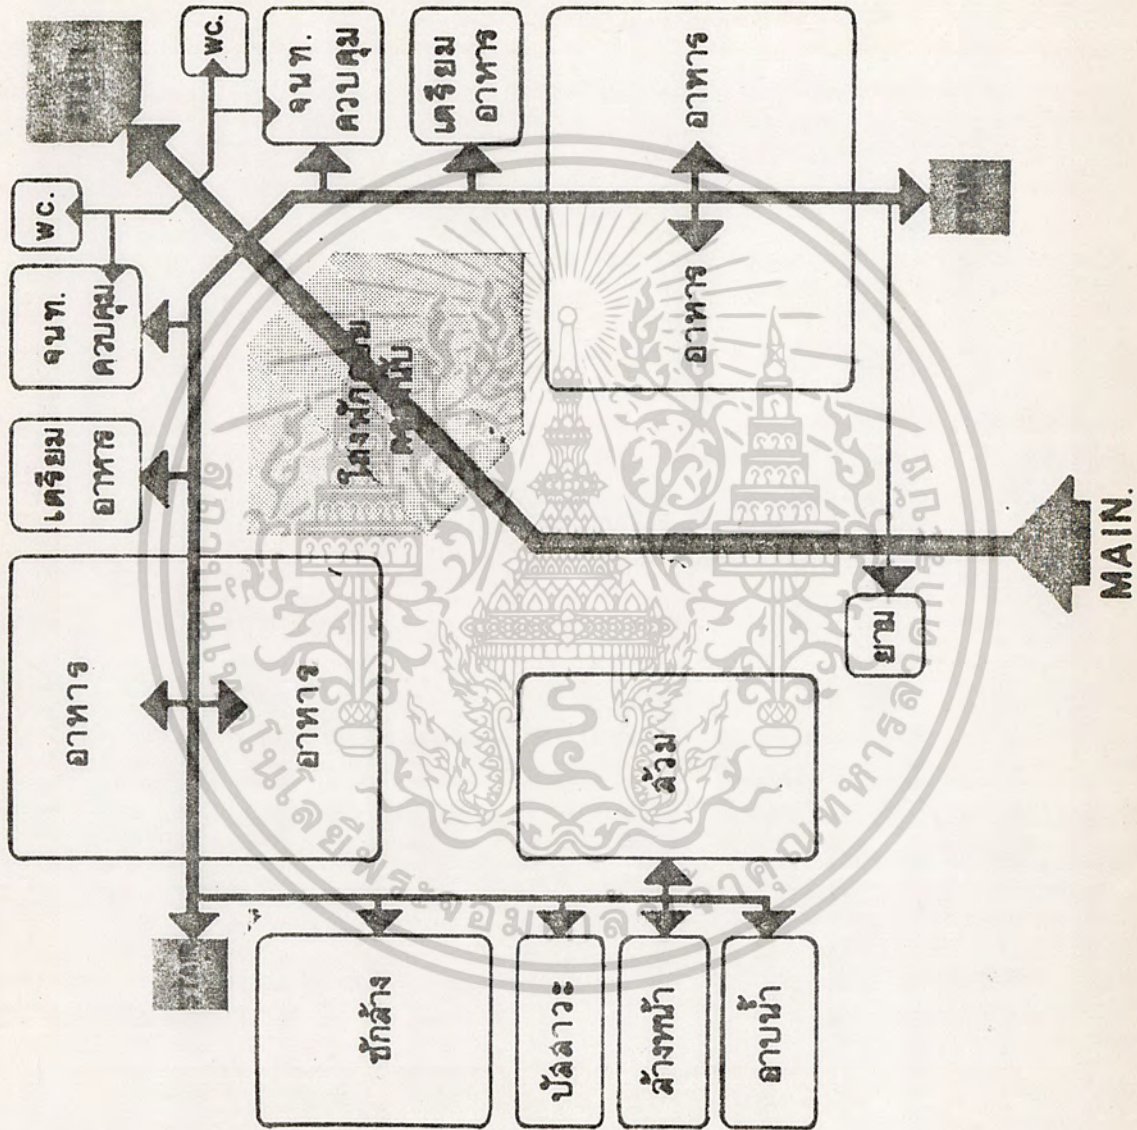 ซักล้าง
STAIR
อาหาร
อาหาร
เตรียม
อาหาร
จนท.
ควบคุม
WC.
WC.
จนท.
ควบคุม
เตรียม
อาหาร
ปัสสาวะ
ล้างหน้า
อาบน้ำ
ส้วม
อาหาร
อาหาร
ยาม
MAIN.